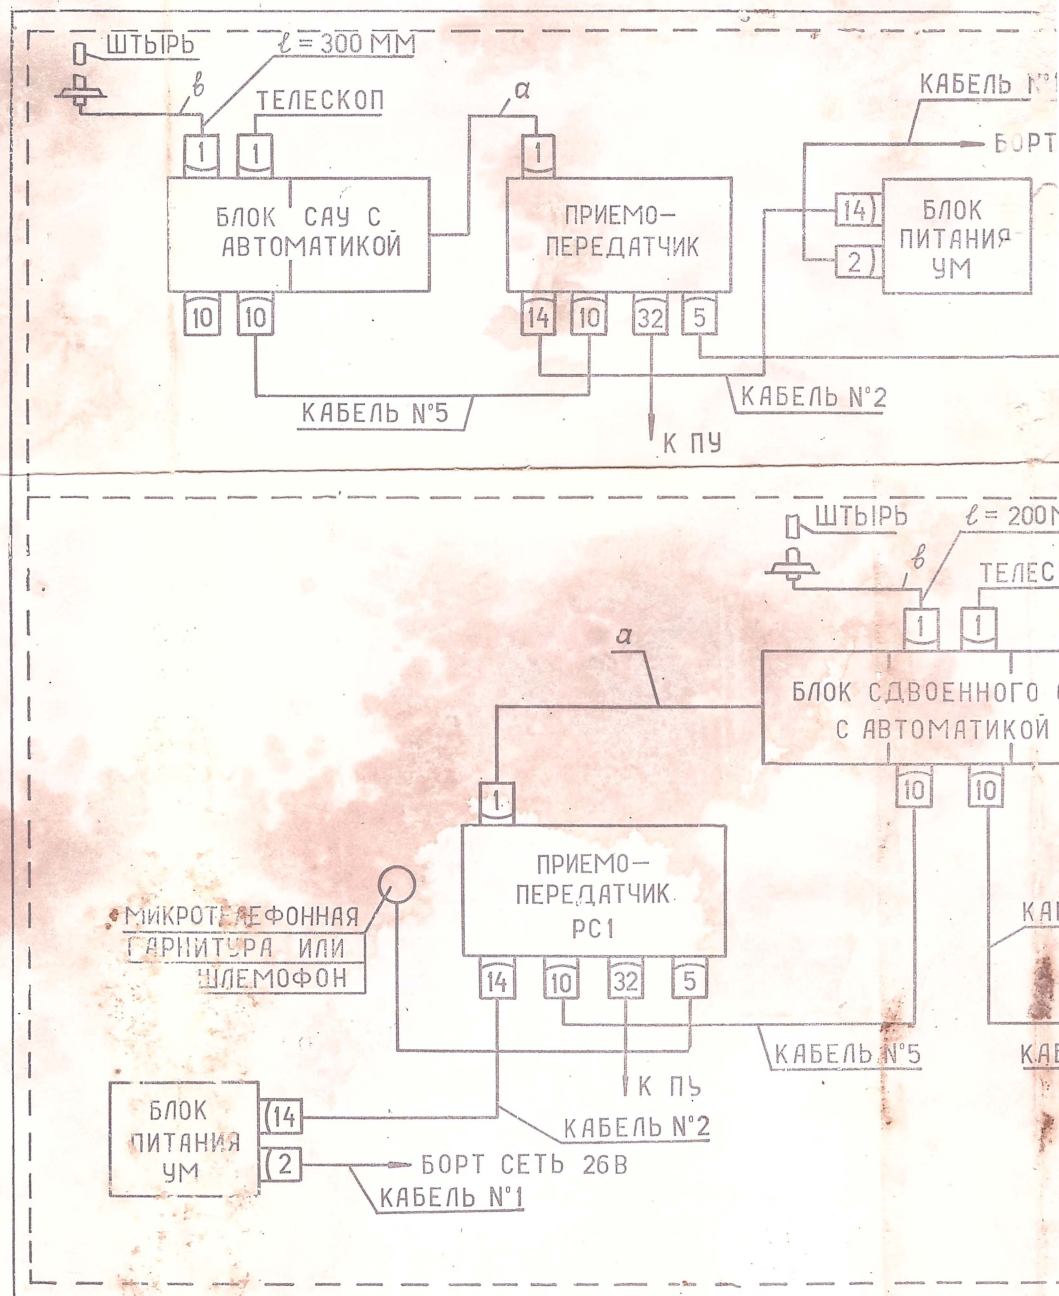 ШТЫРЬ
ℓ = 300 ММ
в
ТЕЛЕСКОП
а
КАБЕЛЬ №1
БОРТ
1
1
1
БЛОК САУ С
АВТОМАТИКОЙ
ПРИЕМО—
ПЕРЕДАТЧИК
14
2
БЛОК
ПИТАНИЯ
УМ
10
10
14
10
32
5
КАБЕЛЬ №5
КАБЕЛЬ №2
К ПУ
ШТЫРЬ
ℓ = 200
в
ТЕЛЕС
а
1
1
БЛОК СДВОЕННОГО
С АВТОМАТИКОЙ
10
10
1
ПРИЕМО—
ПЕРЕДАТЧИК
РС1
МИКРОТЕЛЕФОННАЯ
ГАРНИТУРА ИЛИ
ШЛЕМОФОН
14
10
32
5
КАБЕЛЬ №5
К ПУ
КАБЕЛЬ №2
БЛОК
ПИТАНИЯ
УМ
14
2
БОРТ СЕТЬ 26В
КАБЕЛЬ №1